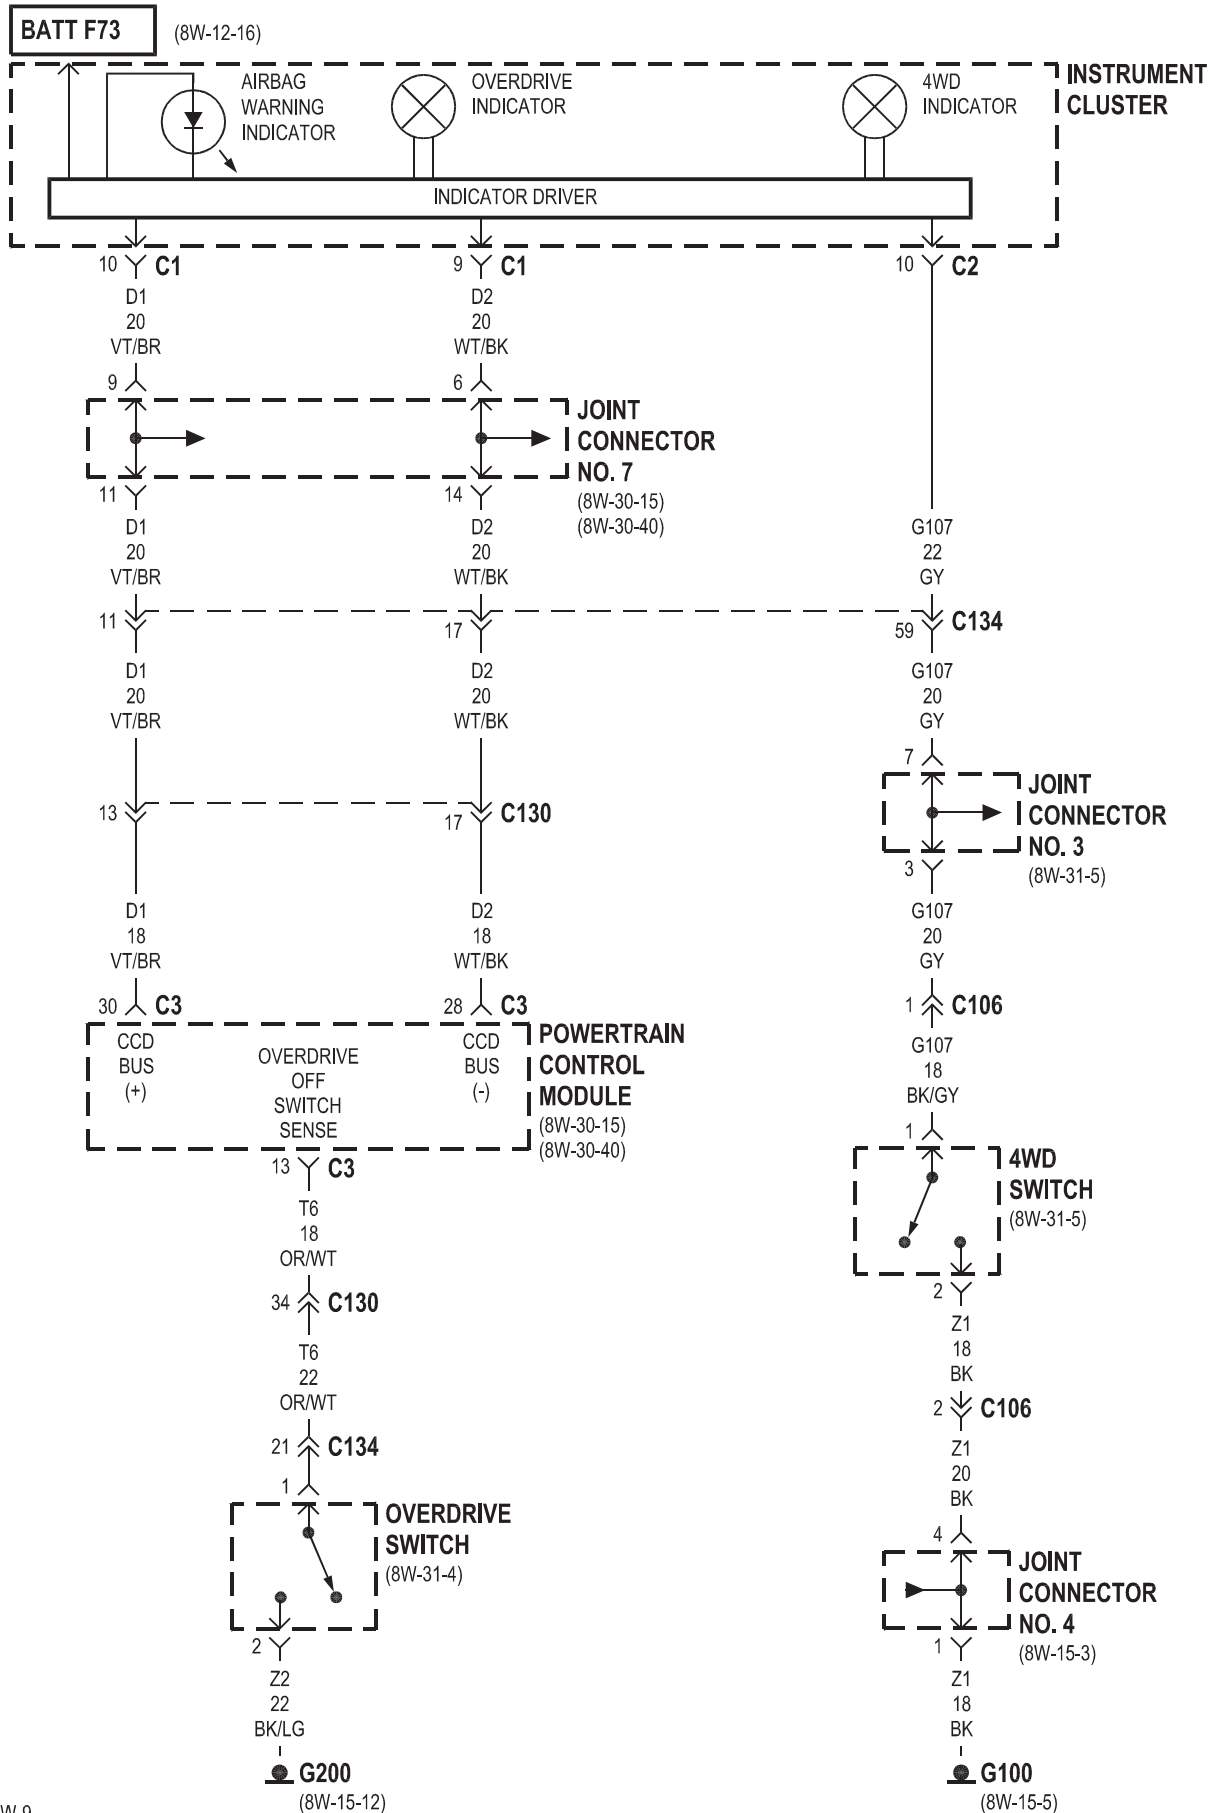 BATT F73
(8W-12-16)
AIRBAG
WARNING
INDICATOR
OVERDRIVE
INDICATOR
4WD
INDICATOR
INSTRUMENT
CLUSTER
INDICATOR DRIVER
10 C1
9 C1
10 C2
D1
20
VT/BR
D2
20
WT/BK
9
6
JOINT
CONNECTOR
NO. 7
(8W-30-15)
(8W-30-40)
11
14
D1
20
VT/BR
D2
20
WT/BK
G107
22
GY
11
17
59 C134
D1
20
VT/BR
D2
20
WT/BK
G107
20
GY
7
JOINT
CONNECTOR
NO. 3
(8W-31-5)
3
13
17 C130
D1
18
VT/BR
D2
18
WT/BK
G107
20
GY
30 C3
28 C3
1 C106
CCD
BUS
(+)
OVERDRIVE
OFF
SWITCH
SENSE
CCD
BUS
(-)
POWERTRAIN
CONTROL
MODULE
(8W-30-15)
(8W-30-40)
G107
18
BK/GY
1
4WD
SWITCH
(8W-31-5)
2
13 C3
T6
18
OR/WT
34 C130
T6
22
OR/WT
21 C134
1
OVERDRIVE
SWITCH
(8W-31-4)
2
Z2
22
BK/LG
G200
(8W-15-12)
Z1
18
BK
2 C106
Z1
20
BK
4
JOINT
CONNECTOR
NO. 4
(8W-15-3)
1
Z1
18
BK
G100
(8W-15-5)